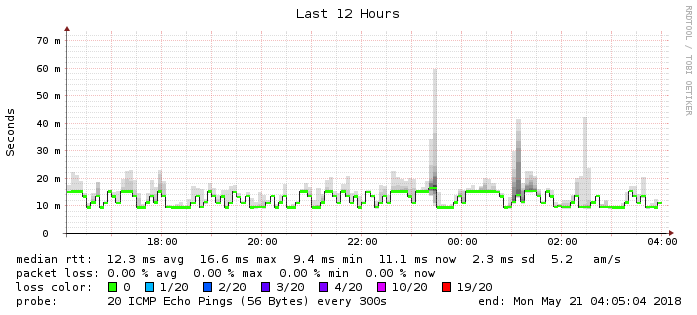 Last 12 Hours
RRDTOOL / TOBI OETIKER
Seconds
70 m
60 m
50 m
40 m
30 m
20 m
10 m
0
18:00 20:00 22:00 00:00 02:00 04:00
median rtt: 12.3 ms avg 16.6 ms max 9.4 ms min 11.1 ms now 2.3 ms sd 5.2 am/s
packet loss: 0.00 % avg 0.00 % max 0.00 % min 0.00 % now
loss color: 0 1/20 2/20 3/20 4/20 10/20 19/20
probe: 20 ICMP Echo Pings (56 Bytes) every 300s end: Mon May 21 04:05:04 2018